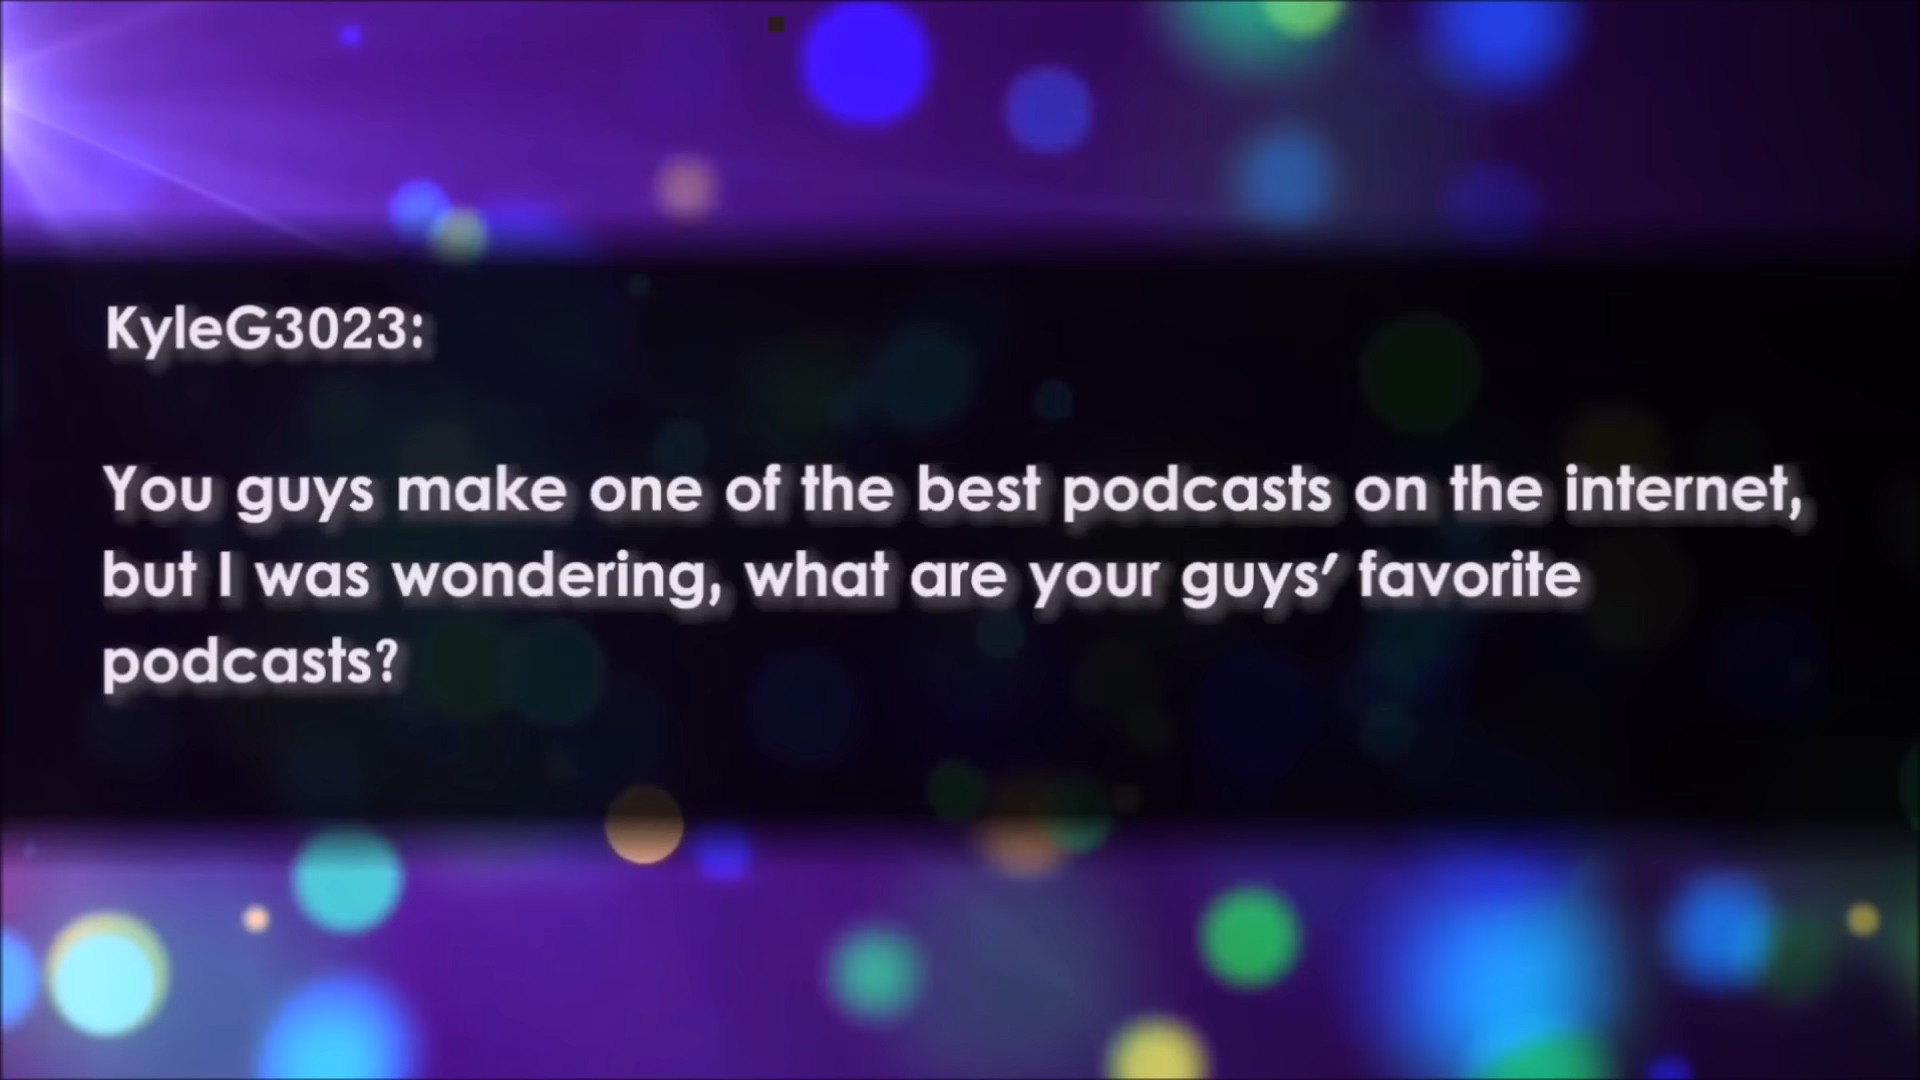 KyleG3023:
You guys make one of the best podcasts on the internet,
but I was wondering, what are your guys’ favorite
podcasts?